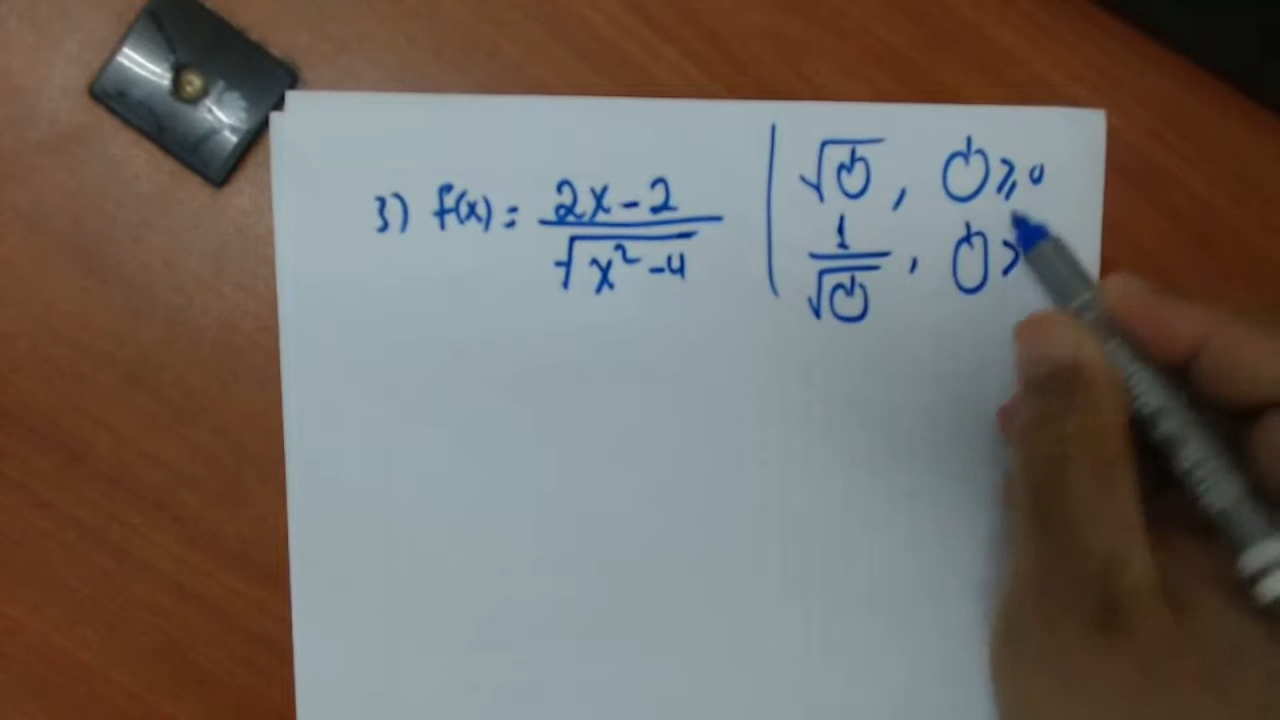 3) f(x) = (2x-2)/√(x²-4)
√○, ○ ⩾ 0
1/√○, ○ >